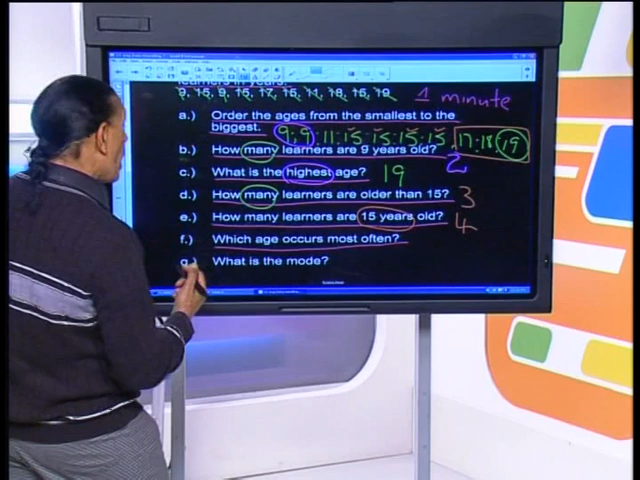 learners in years.
9, 15, 9, 15, 17, 15, 11, 18, 15, 19
1 minute
a.) Order the ages from the smallest to the
biggest. 9; 9; 11; 15; 15; 15; 15; 17; 18; 19
b.) How many learners are 9 years old? 2
c.) What is the highest age? 19
d.) How many learners are older than 15? 3
e.) How many learners are 15 years old? 4
f.) Which age occurs most often?
g.) What is the mode?